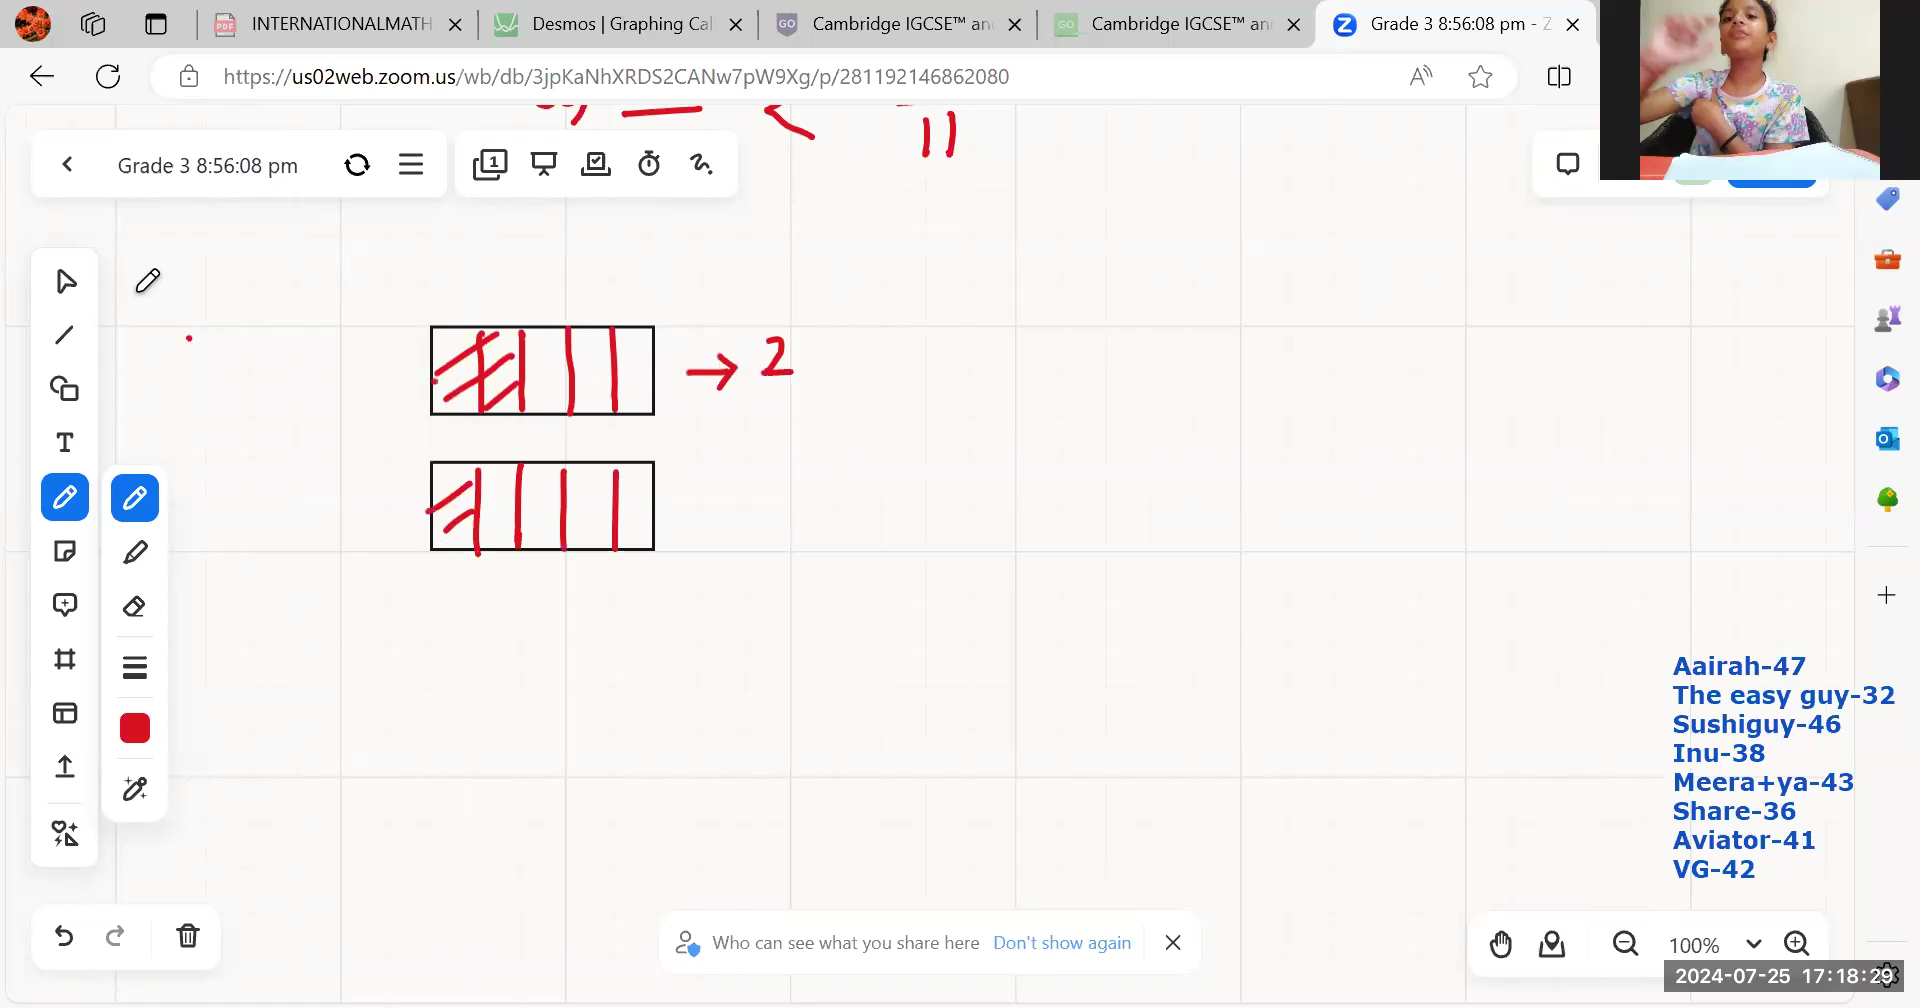 INTERNATIONALMATH
Desmos | Graphing Cal
Cambridge IGCSE™ an
Cambridge IGCSE™ an
Grade 3 8:56:08 pm - Z
https://us02web.zoom.us/wb/db/3jpKaNhXRDS2CANw7pW9Xg/p/281192146862080
11
Grade 3 8:56:08 pm
→ 2
Aairah-47
The easy guy-32
Sushiguy-46
Inu-38
Meera+ya-43
Share-36
Aviator-41
VG-42
Who can see what you share here Don't show again
100%
2024-07-25 17:18:29